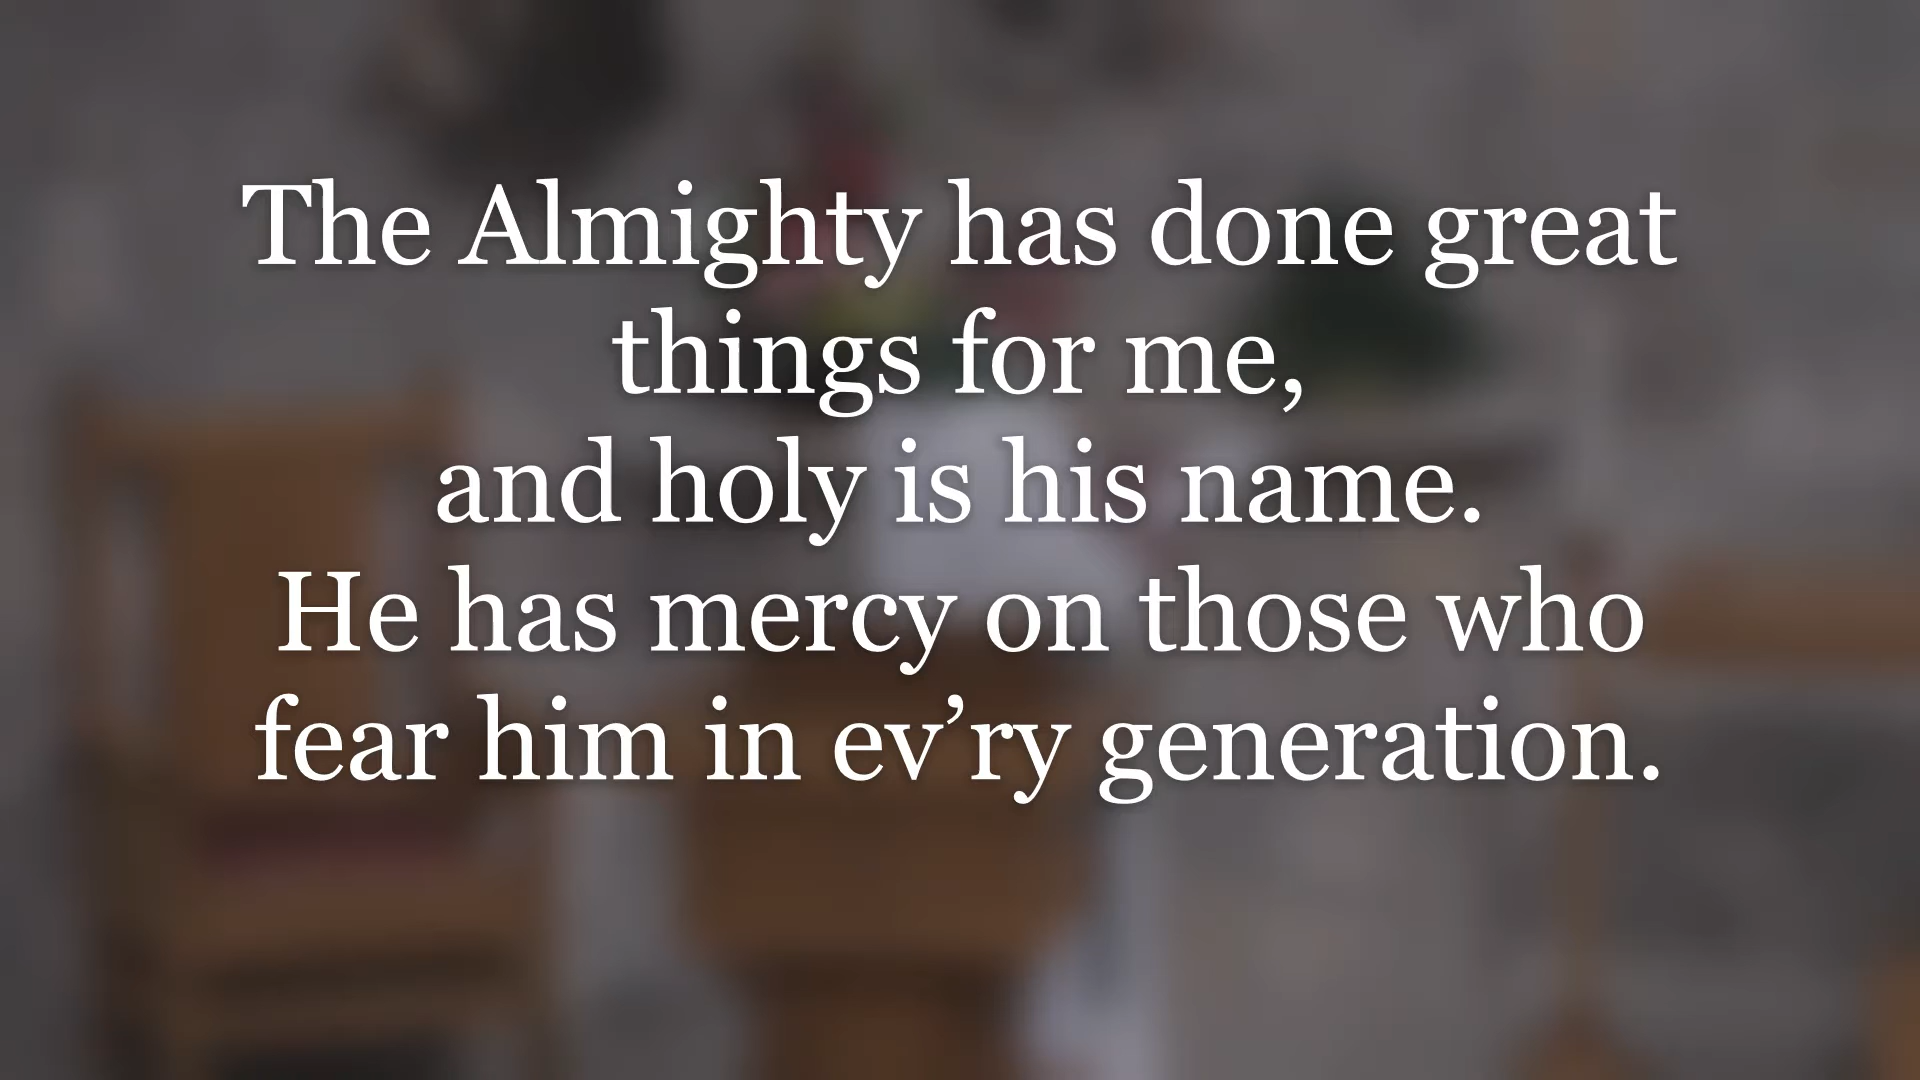 The Almighty has done great
things for me,
and holy is his name.
He has mercy on those who
fear him in ev’ry generation.